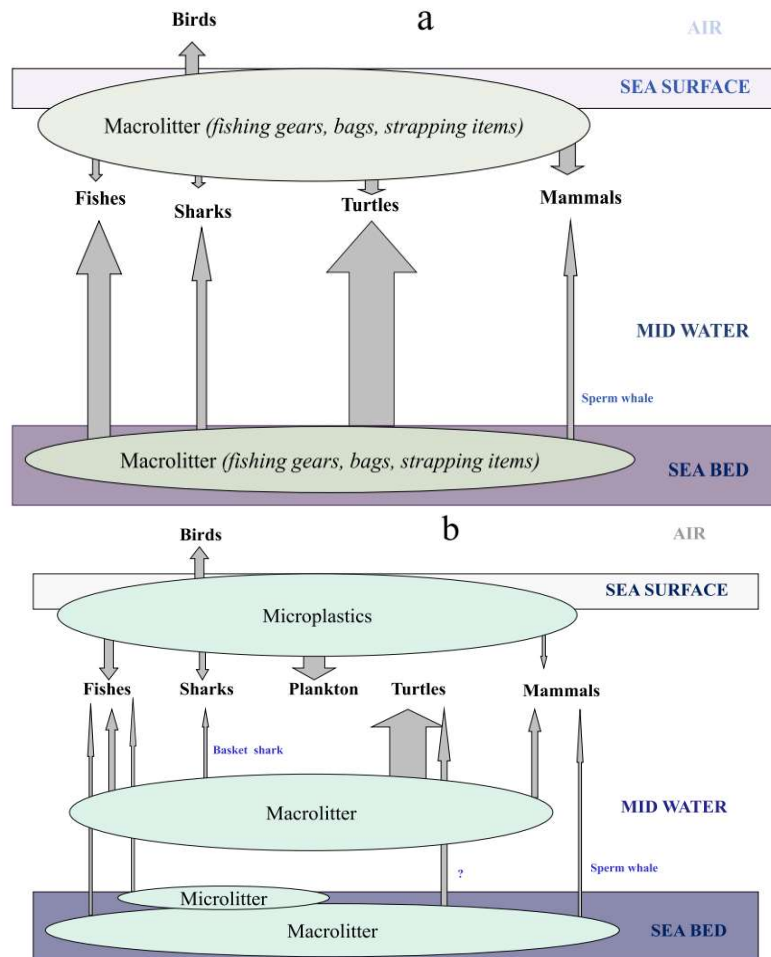 Birds
a
AIR
SEA SURFACE
Macrolitter (fishing gears, bags, strapping items)
Fishes
Sharks
Turtles
Mammals
MID WATER
Sperm whale
Macrolitter (fishing gears, bags, strapping items)
SEA BED
b
Birds
AIR
SEA SURFACE
Microplastics
Fishes
Sharks
Plankton
Turtles
Mammals
Basket shark
Macrolitter
MID WATER
?
Sperm whale
Microlitter
Macrolitter
SEA BED